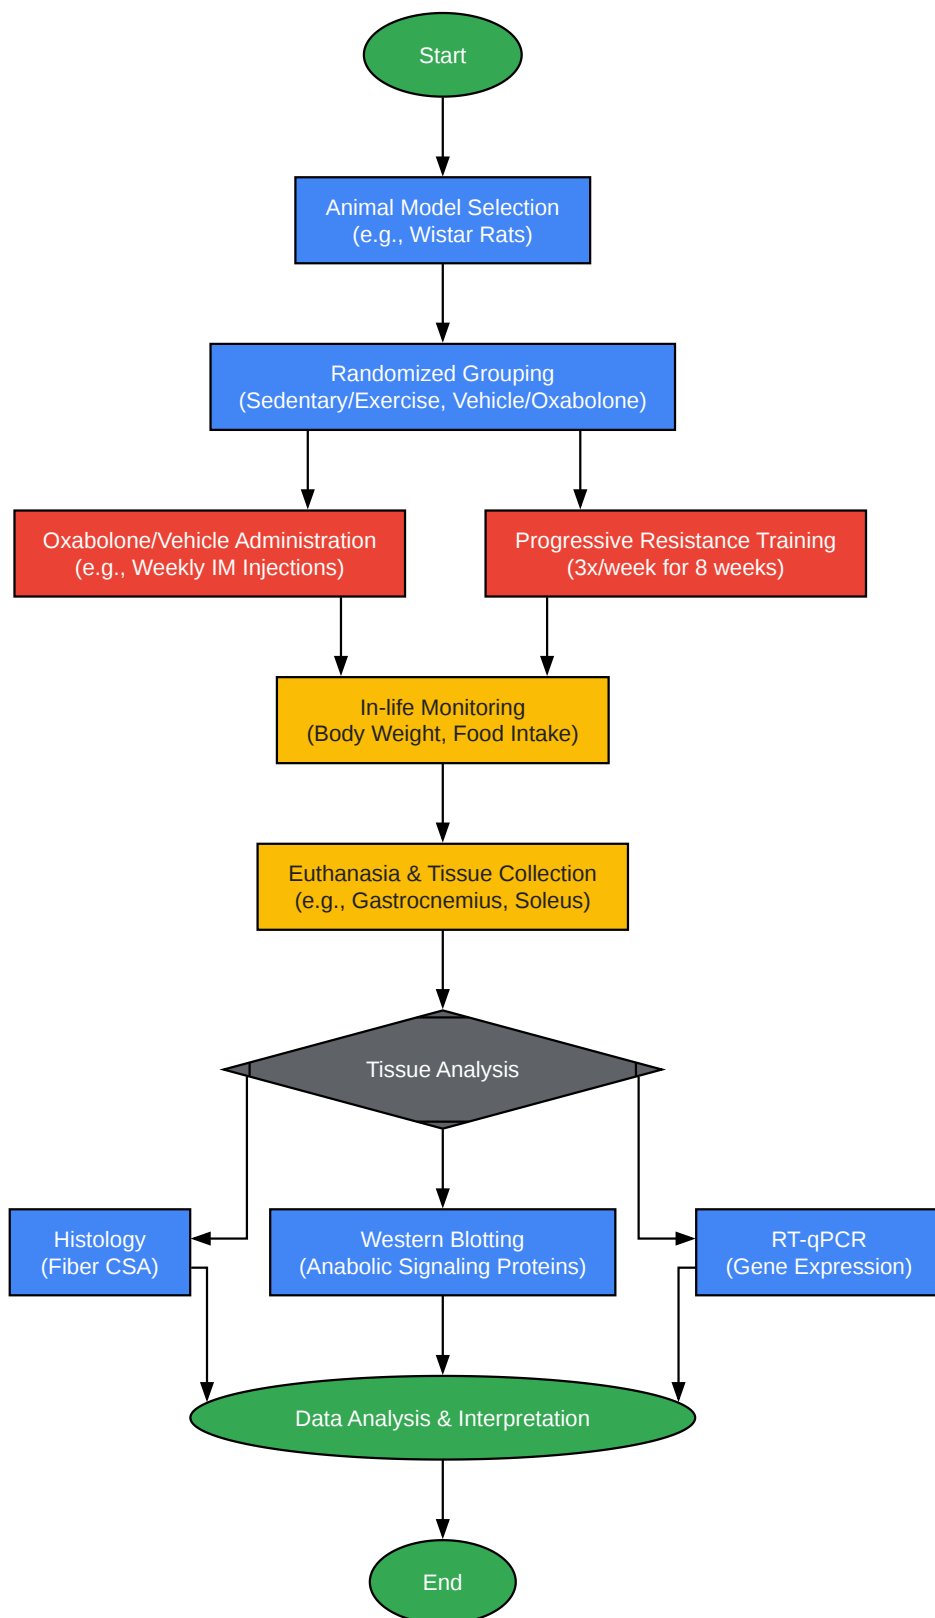 Start
Animal Model Selection
(e.g., Wistar Rats)
Randomized Grouping
(Sedentary/Exercise, Vehicle/Oxabolone)
Oxabolone/Vehicle Administration
(e.g., Weekly IM Injections)
Progressive Resistance Training
(3x/week for 8 weeks)
In-life Monitoring
(Body Weight, Food Intake)
Euthanasia & Tissue Collection
(e.g., Gastrocnemius, Soleus)
Tissue Analysis
Histology
(Fiber CSA)
Western Blotting
(Anabolic Signaling Proteins)
RT-qPCR
(Gene Expression)
Data Analysis & Interpretation
End